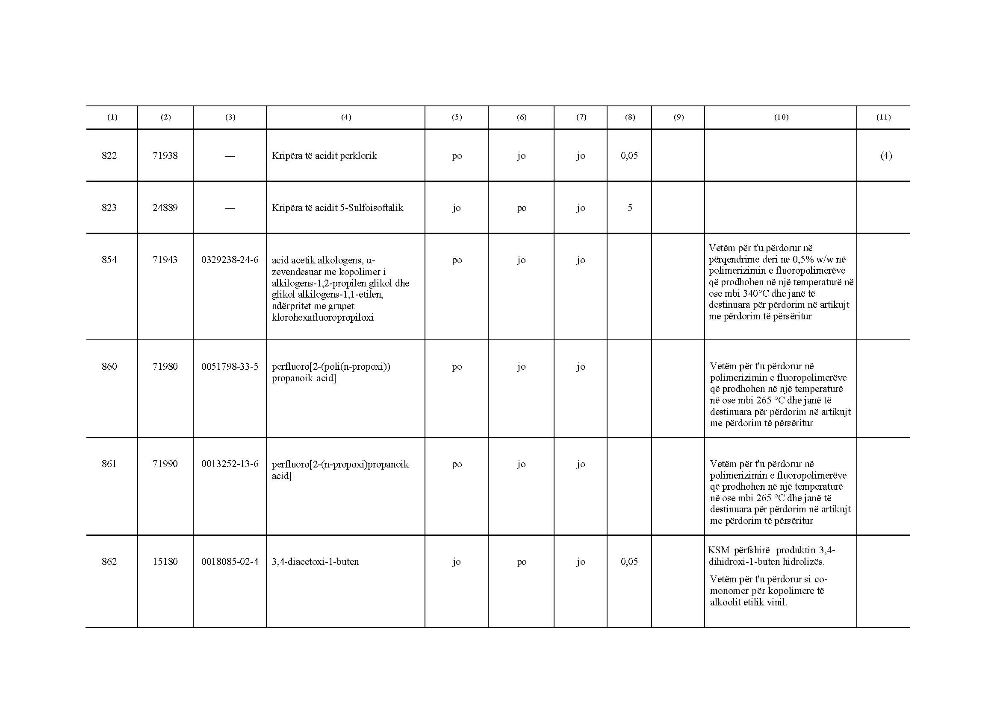 (1) (2) (3) (4) (5) (6) (7) (8) (9) (10) (11)
822 71938 — Kripëra të acidit perklorik po jo jo 0,05 (4)
823 24889 — Kripëra të acidit 5-Sulfoisoftalik jo po jo 5
854 71943 0329238-24-6 acid acetik alkologens, α-
zevendesuar me kopolimer i
alkilogens-1,2-propilen glikol dhe
glikol alkilogens-1,1-etilen,
ndërpritet me grupet
klorohexafluoropropiloxi
po jo jo
Vetëm për t'u përdorur në
përqendrime deri ne 0,5% w/w në
polimerizimin e fluoropolimerëve
që prodhohen në një temperaturë në
ose mbi 340°C dhe janë të
destinuara për përdorim në artikujt
me përdorim të përsëritur
860 71980 0051798-33-5 perfluoro[2-(poli(n-propoxi))
propanoik acid]
po jo jo
Vetëm për t'u përdorur në
polimerizimin e fluoropolimerëve
që prodhohen në një temperaturë
në ose mbi 265 °C dhe janë të
destinuara për përdorim në artikujt
me përdorim të përsëritur
861 71990 0013252-13-6 perfluoro[2-(n-propoxi)propanoik
acid]
po jo jo
Vetëm për t'u përdorur në
polimerizimin e fluoropolimerëve
që prodhohen në një temperaturë
në ose mbi 265 °C dhe janë të
destinuara për përdorim në artikujt
me përdorim të përsëritur
862 15180 0018085-02-4 3,4-diacetoxi-1-buten jo po jo 0,05
KSM përfshirë produktin 3,4-
dihidroxi-1-buten hidrolizës.
Vetëm për t'u përdorur si co-
monomer për kopolimere të
alkoolit etilik vinil.